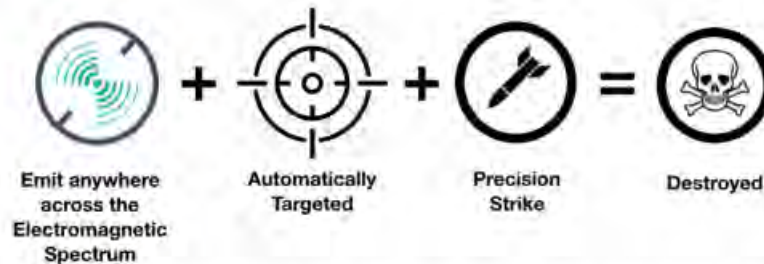 + + =
Emit anywhere
across the
Electromagnetic
Spectrum
Automatically
Targeted
Precision
Strike
Destroyed